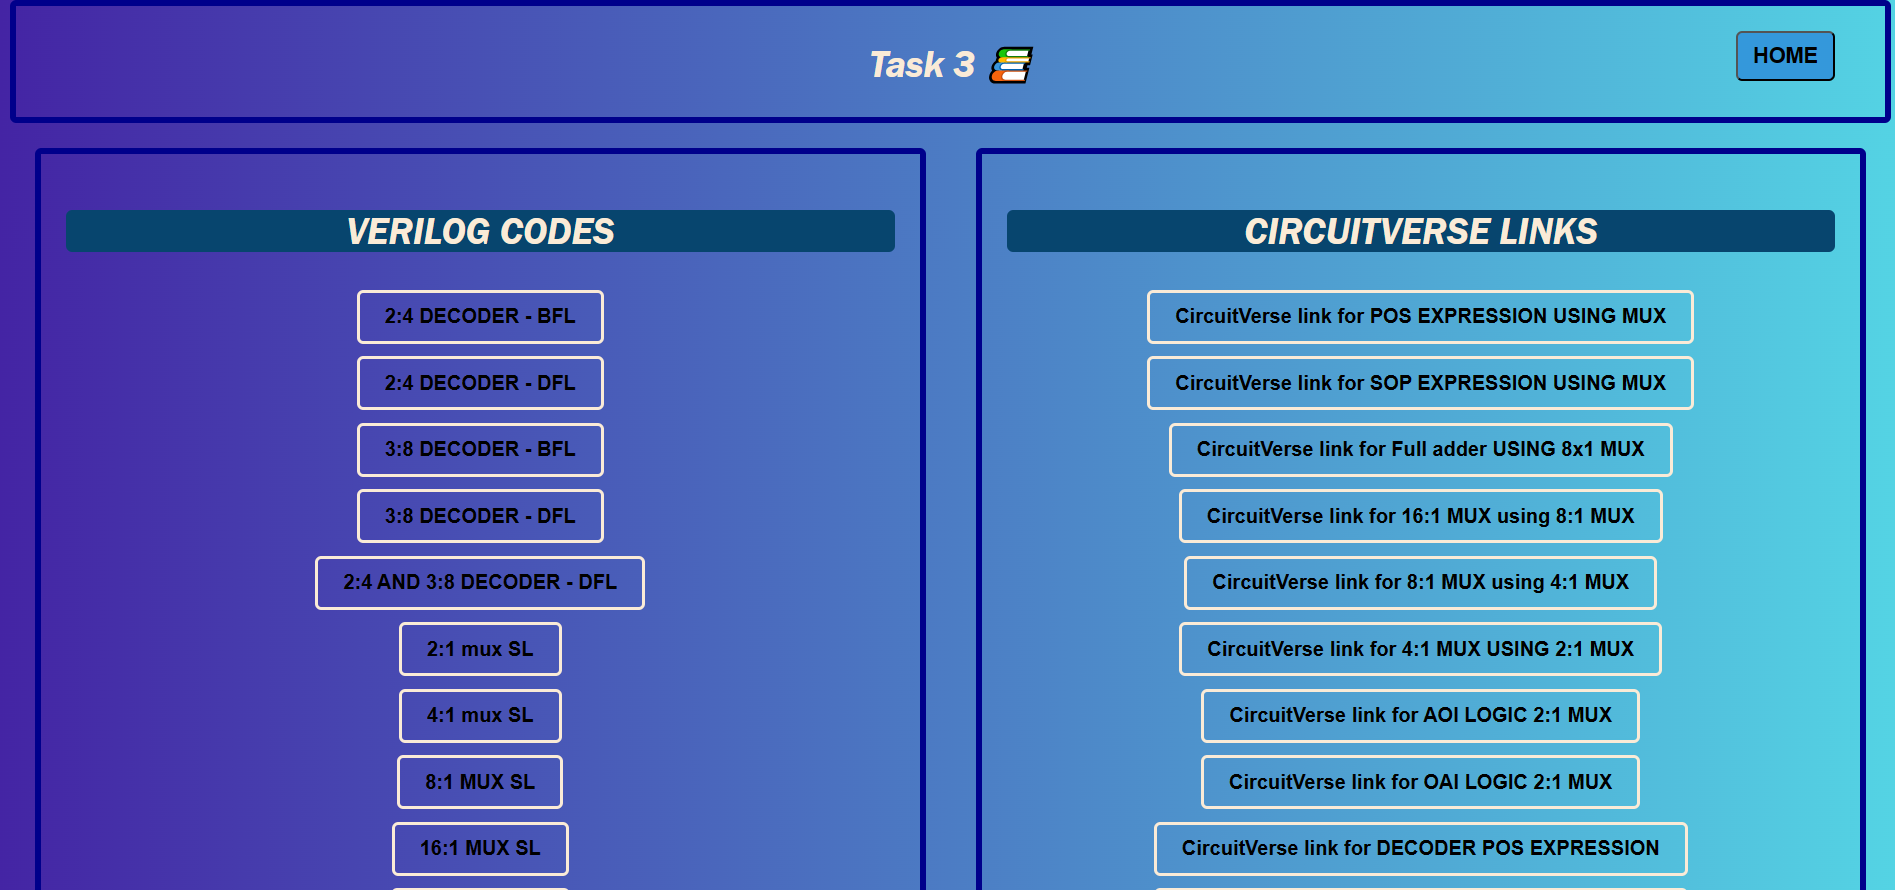 Task 3
HOME
VERILOG CODES
2:4 DECODER - BFL
2:4 DECODER - DFL
3:8 DECODER - BFL
3:8 DECODER - DFL
2:4 AND 3:8 DECODER - DFL
2:1 mux SL
4:1 mux SL
8:1 MUX SL
16:1 MUX SL
CIRCUITVERSE LINKS
CircuitVerse link for POS EXPRESSION USING MUX
CircuitVerse link for SOP EXPRESSION USING MUX
CircuitVerse link for Full adder USING 8x1 MUX
CircuitVerse link for 16:1 MUX using 8:1 MUX
CircuitVerse link for 8:1 MUX using 4:1 MUX
CircuitVerse link for 4:1 MUX USING 2:1 MUX
CircuitVerse link for AOI LOGIC 2:1 MUX
CircuitVerse link for OAI LOGIC 2:1 MUX
CircuitVerse link for DECODER POS EXPRESSION